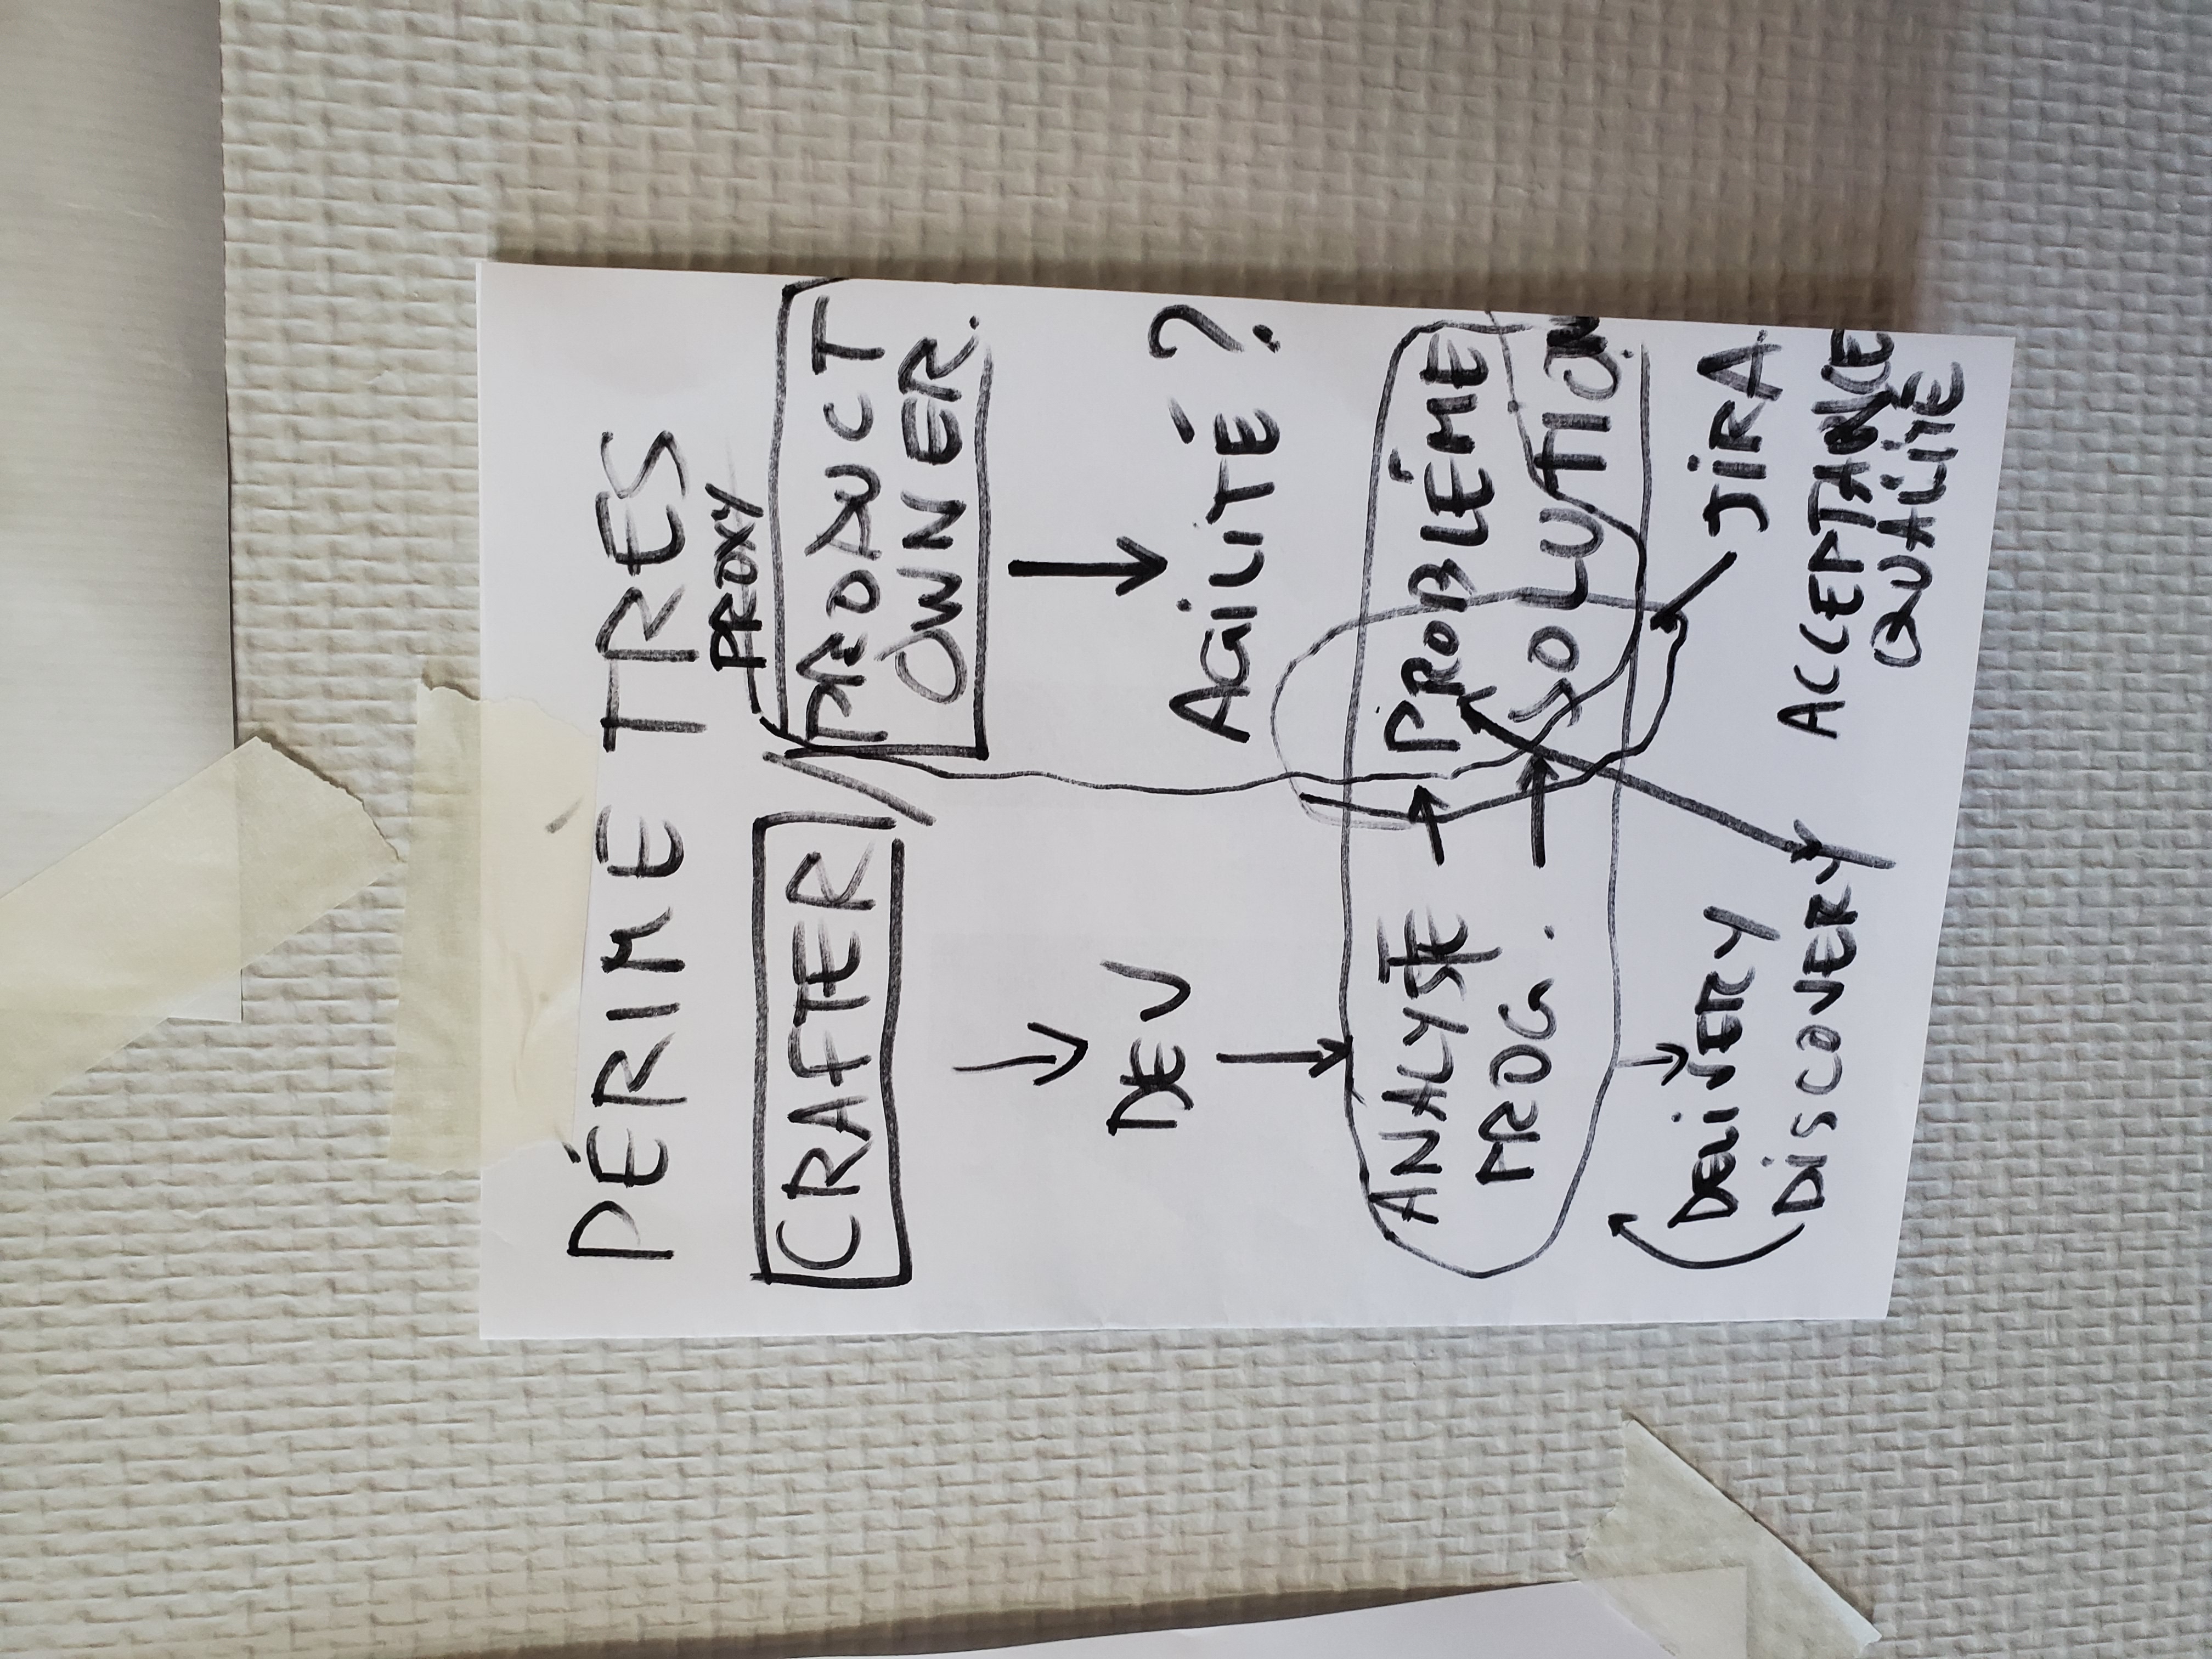 PÉRIMÈTRES
PROXY
CRAFTER / PRODUCT
OWNER.
DEV
AGILITÉ ?
ANALYSTE → PROBLÉME
PROG. → SOLUTION
DELIVERY
JIRA.
DISCOVERY
ACCEPTANCE
QUALITÉ